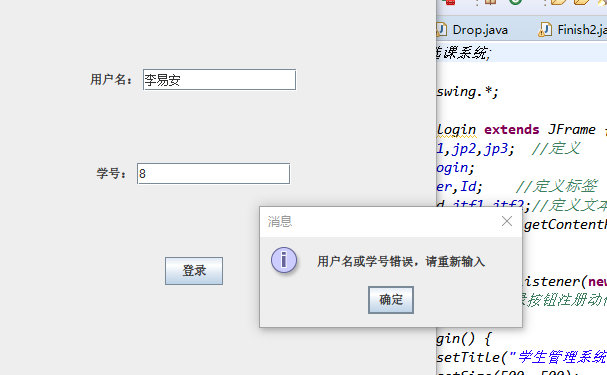 Drop.java Finish2.ja
选课系统;
swing.*;
用户名： 李易安
login extends JFrame {
1,jp2,jp3; //定义
学号： 8
ogin;
er,Id; //定义标签
d,jtf1,jtf2;//定义文本
消息
getContentP
用户名或学号错误，请重新输入
istener(new
登录
确定
录按钮注册动作
gin() {
setTitle("学生管理系统
setSize(500, 500);